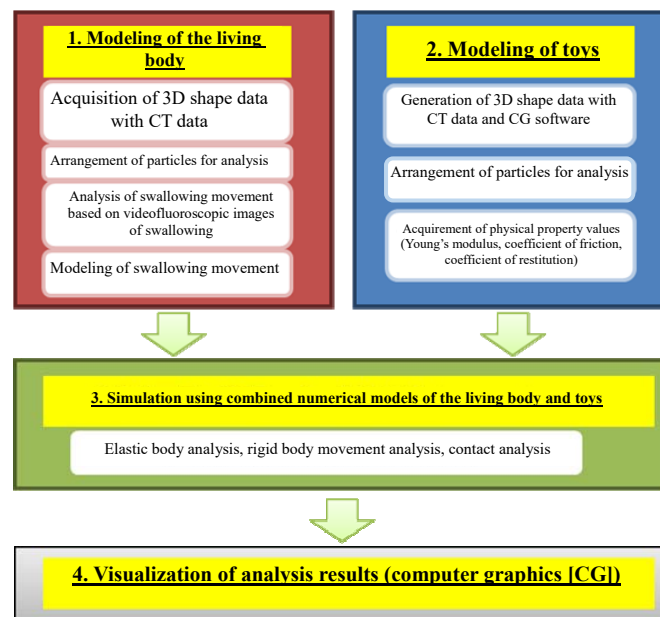 1. Modeling of the living
body
Acquisition of 3D shape data
with CT data
Arrangement of particles for analysis
Analysis of swallowing movement
based on videofluoroscopic images
of swallowing
Modeling of swallowing movement
2. Modeling of toys
Generation of 3D shape data with
CT data and CG software
Arrangement of particles for analysis
Acquirement of physical property values
(Young's modulus, coefficient of friction,
coefficient of restitution)
3. Simulation using combined numerical models of the living body and toys
Elastic body analysis, rigid body movement analysis, contact analysis
4. Visualization of analysis results (computer graphics [CG])